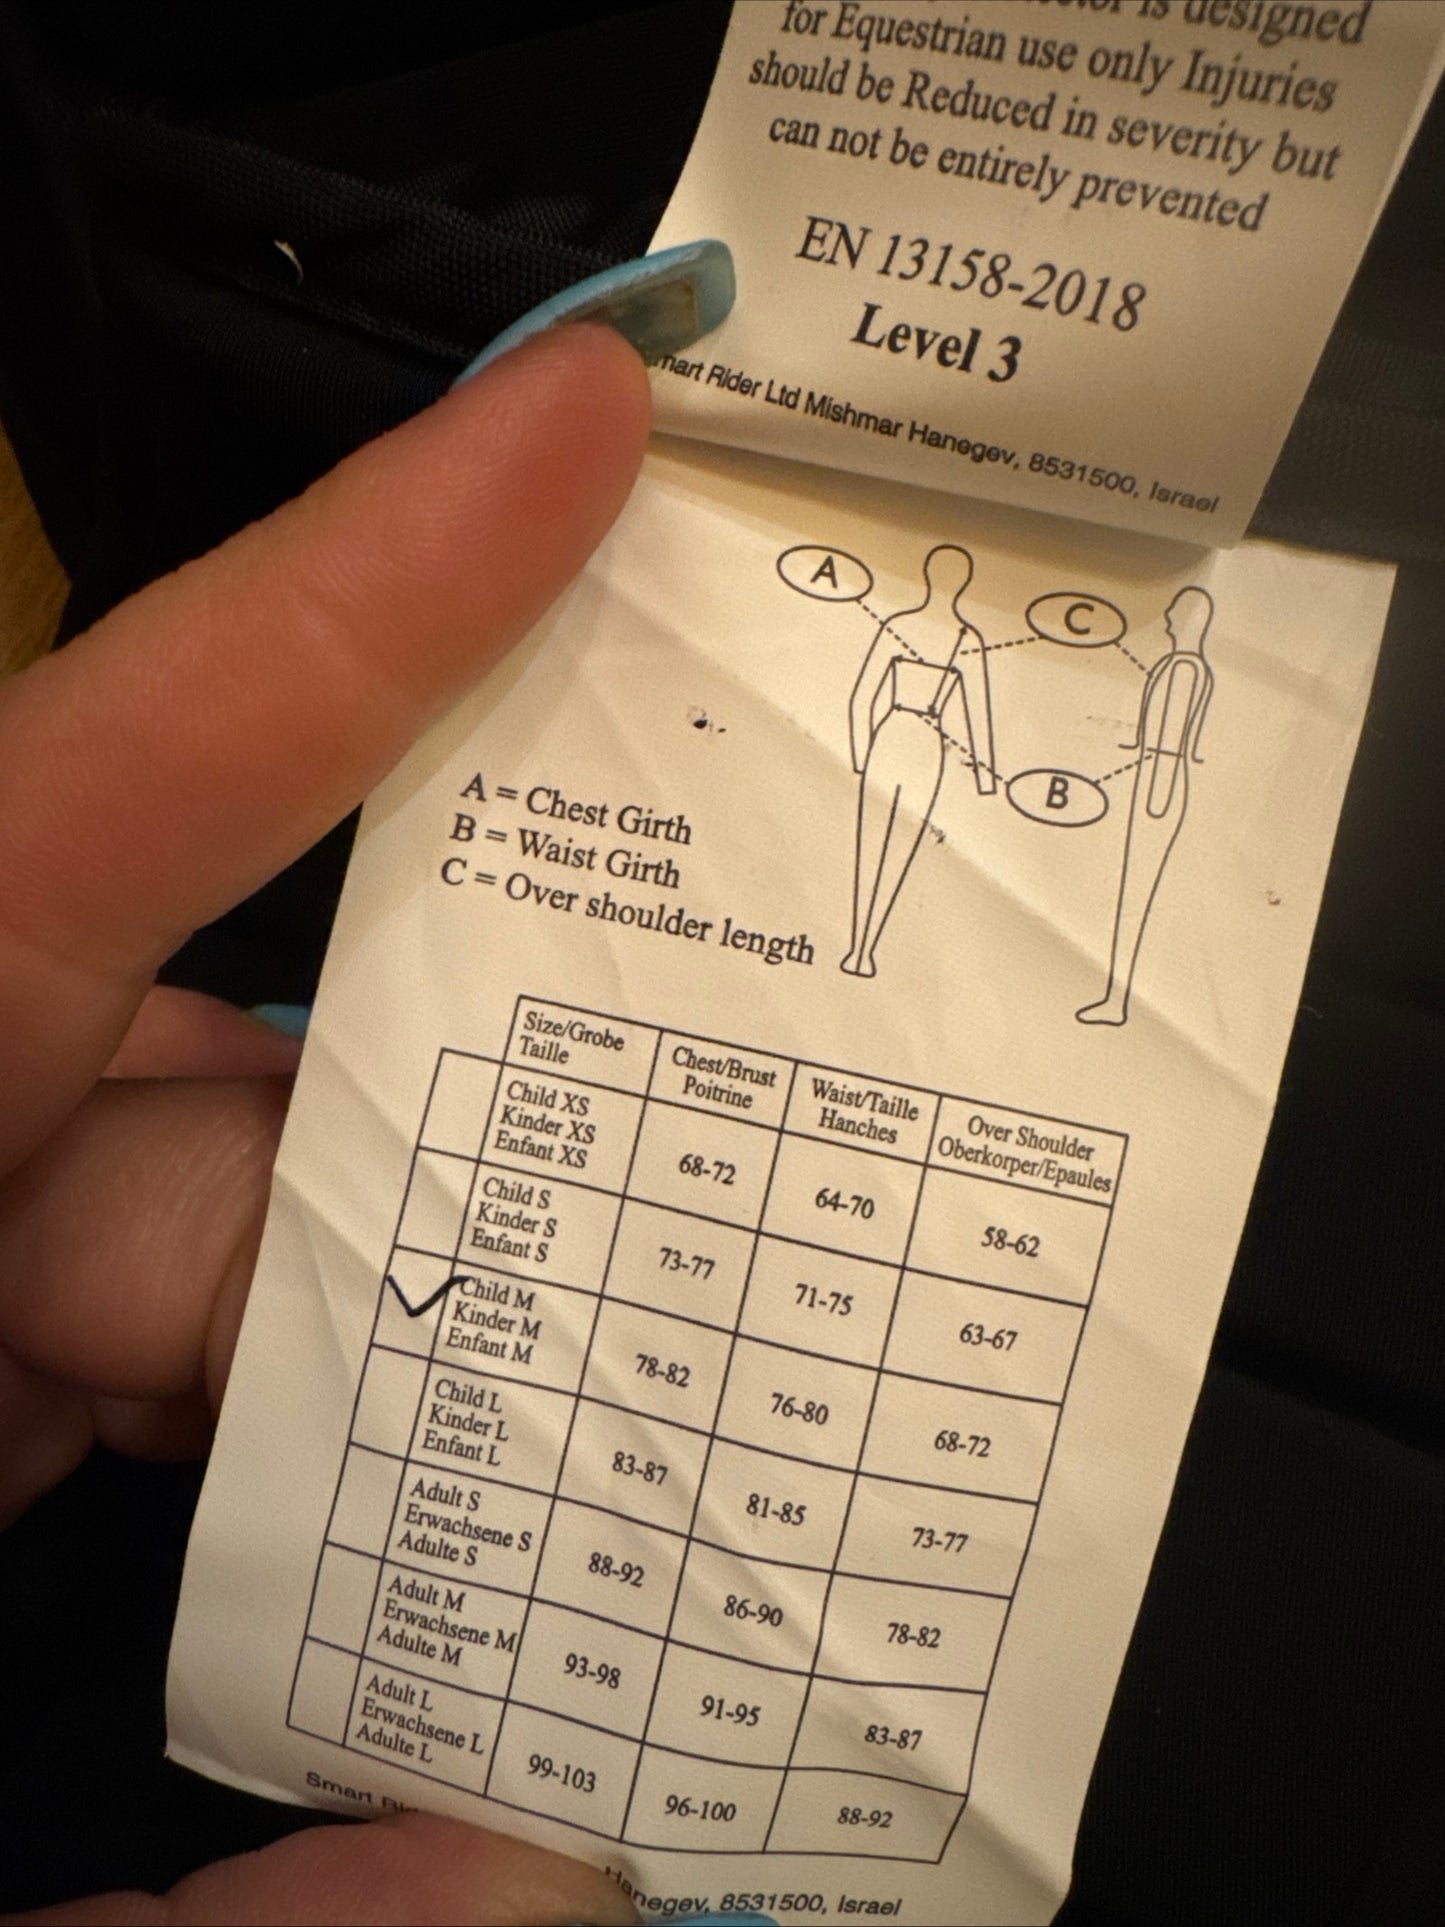 is designed
for Equestrian use only Injuries
should be Reduced in severity but
can not be entirely prevented
EN 13158-2018
Level 3
Rider Ltd Mishmar Hanegev, 8531500, Israel
A
C
B
A = Chest Girth
B = Waist Girth
C = Over shoulder length
Size/Grobe
Taille
Chest/Brust
Poitrine
Waist/Taille
Hanches
Over Shoulder
Oberkorper/Epaules
Child XS
Kinder XS
Enfant XS
68-72
64-70
58-62
Child S
Kinder S
Enfant S
73-77
71-75
63-67
Child M
Kinder M
Enfant M
78-82
76-80
68-72
Child L
Kinder L
Enfant L
83-87
81-85
73-77
Adult S
Erwachsene S
Adulte S
88-92
86-90
78-82
Adult M
Erwachsene M
Adulte M
93-98
91-95
83-87
Adult L
Erwachsene L
Adulte L
99-103
96-100
88-92
Smart
Hanegev, 8531500, Israel